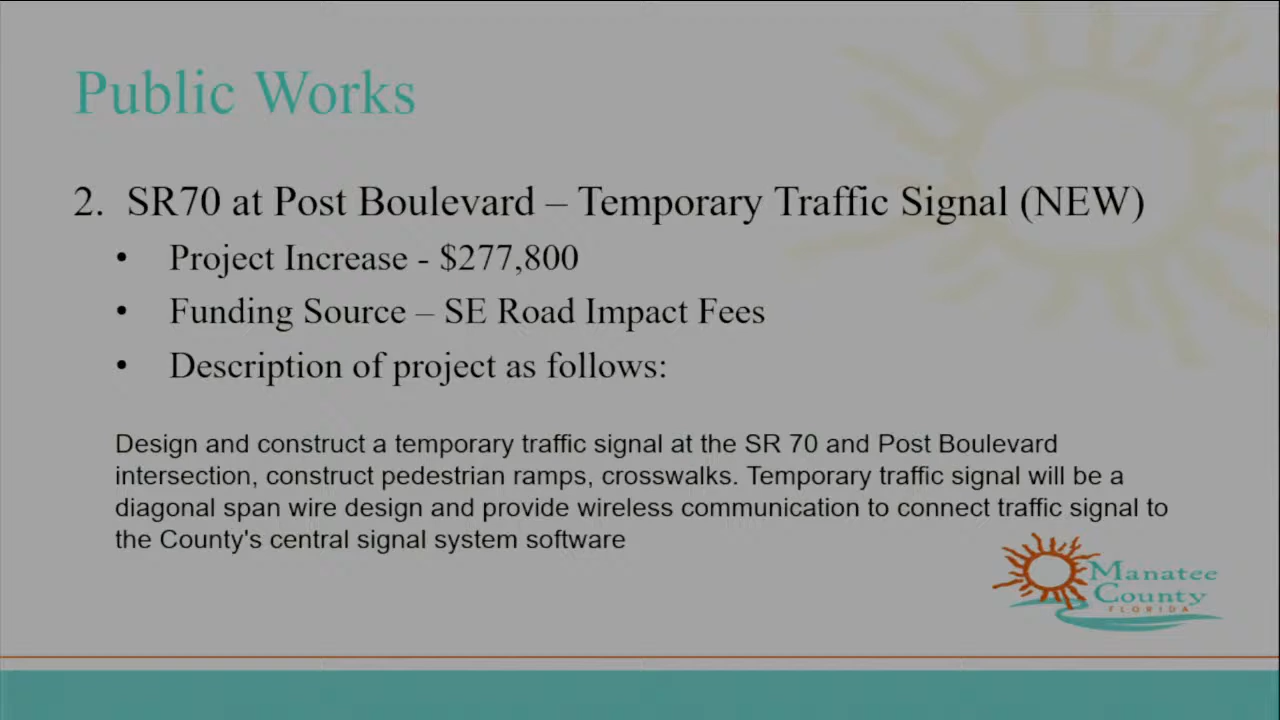 Public Works
2. SR70 at Post Boulevard – Temporary Traffic Signal (NEW)
• Project Increase - $277,800
• Funding Source – SE Road Impact Fees
• Description of project as follows:
Design and construct a temporary traffic signal at the SR 70 and Post Boulevard
intersection, construct pedestrian ramps, crosswalks. Temporary traffic signal will be a
diagonal span wire design and provide wireless communication to connect traffic signal to
the County's central signal system software
Manatee
County
FLORIDA